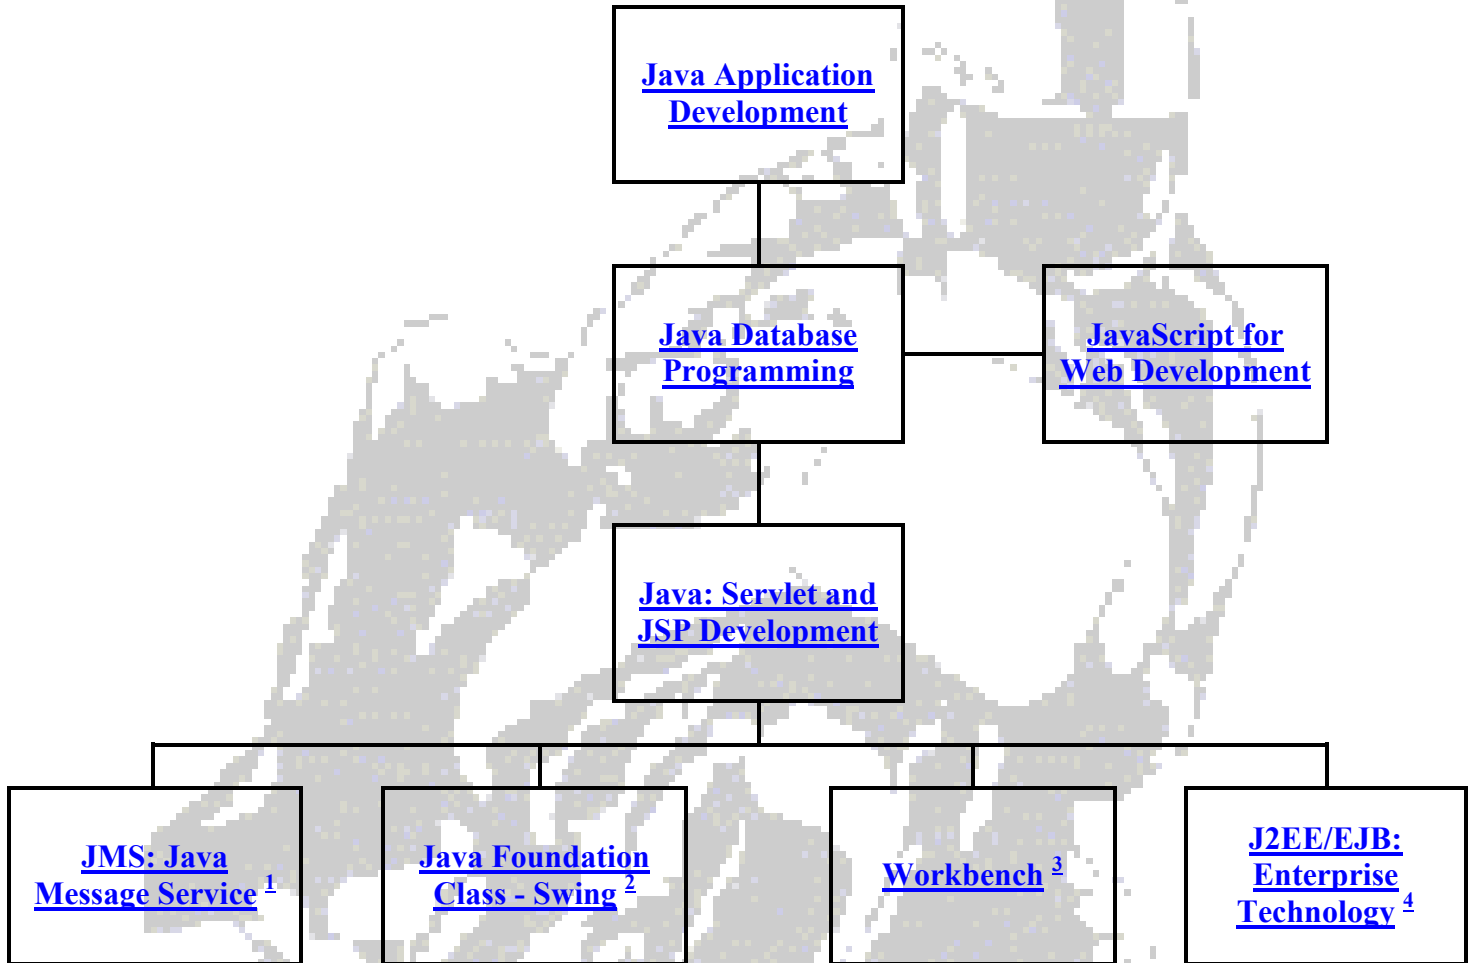 Java Application
Development
Java Database
Programming
JavaScript for
Web Development
Java: Servlet and
JSP Development
JMS: Java
Message Service 1
Java Foundation
Class - Swing 2
Workbench 3
J2EE/EJB:
Enterprise
Technology 4